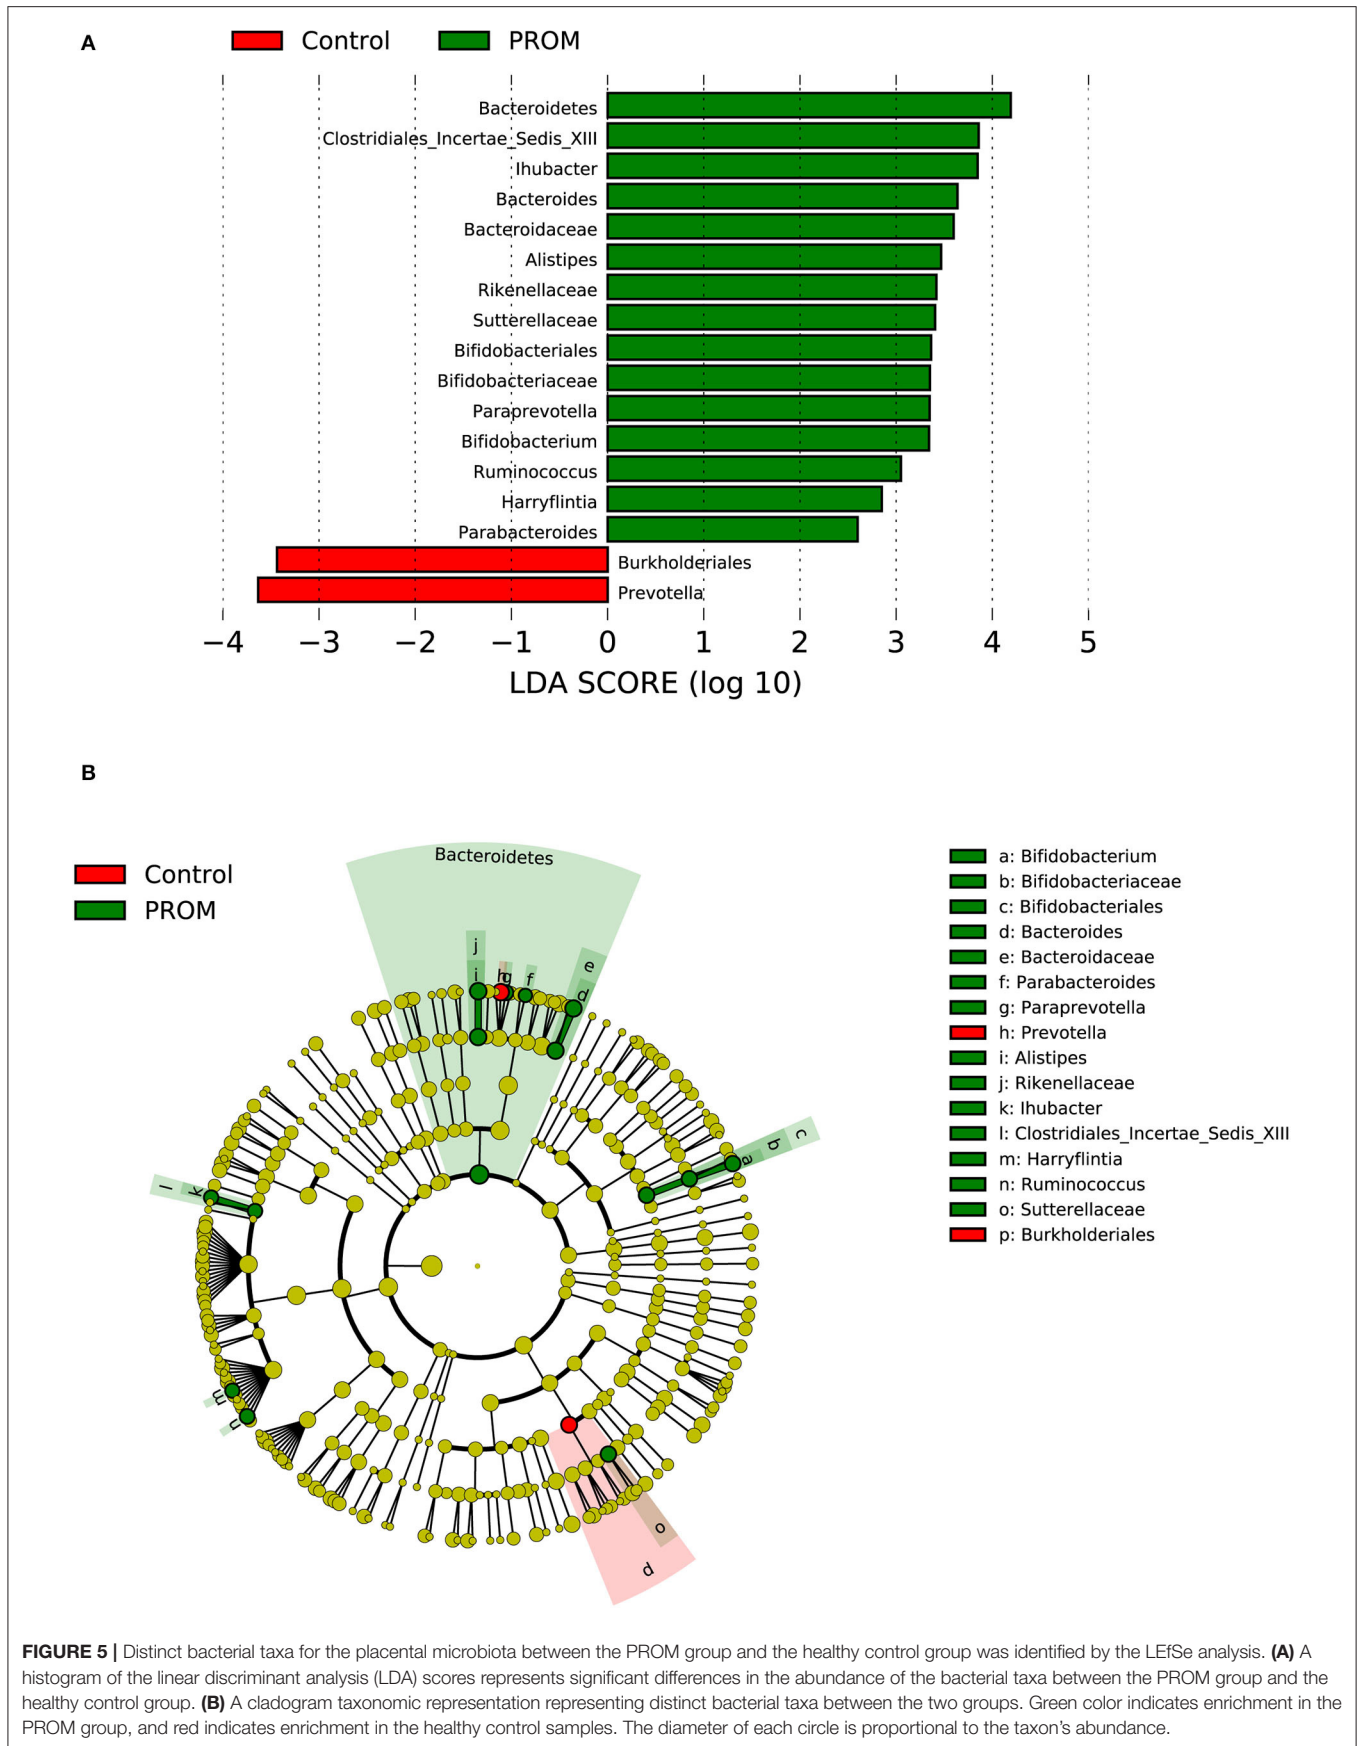 A
Control
PROM
Bacteroidetes
Clostridiales_Incertae_Sedis_XIII
Ihubacter
Bacteroides
Bacteroidaceae
Alistipes
Rikenellaceae
Sutterellaceae
Bifidobacteriales
Bifidobacteriaceae
Paraprevotella
Bifidobacterium
Ruminococcus
Harryflintia
Parabacteroides
Burkholderiales
Prevotella
−4 −3 −2 −1 0 1 2 3 4 5
LDA SCORE (log 10)
B
Control
PROM
Bacteroidetes
j
i
h
g
f
e
d
c
b
a
l
k
m
n
o
p
a: Bifidobacterium
b: Bifidobacteriaceae
c: Bifidobacteriales
d: Bacteroides
e: Bacteroidaceae
f: Parabacteroides
g: Paraprevotella
h: Prevotella
i: Alistipes
j: Rikenellaceae
k: Ihubacter
l: Clostridiales_Incertae_Sedis_XIII
m: Harryflintia
n: Ruminococcus
o: Sutterellaceae
p: Burkholderiales
FIGURE 5 | Distinct bacterial taxa for the placental microbiota between the PROM group and the healthy control group was identified by the LEfSe analysis. (A) A
histogram of the linear discriminant analysis (LDA) scores represents significant differences in the abundance of the bacterial taxa between the PROM group and the
healthy control group. (B) A cladogram taxonomic representation representing distinct bacterial taxa between the two groups. Green color indicates enrichment in the
PROM group, and red indicates enrichment in the healthy control samples. The diameter of each circle is proportional to the taxon's abundance.